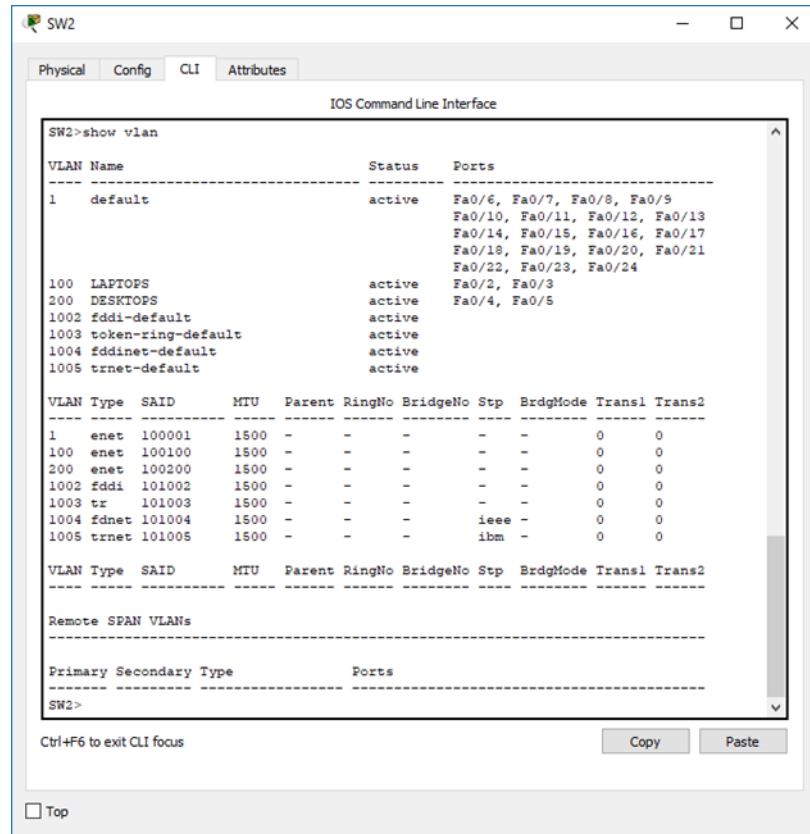 SW2
Physical Config CLI Attributes
IOS Command Line Interface
SW2>show vlan
VLAN Name                             Status    Ports
---- -------------------------------- --------- -------------------------------
1    default                          active    Fa0/6, Fa0/7, Fa0/8, Fa0/9
                                                Fa0/10, Fa0/11, Fa0/12, Fa0/13
                                                Fa0/14, Fa0/15, Fa0/16, Fa0/17
                                                Fa0/18, Fa0/19, Fa0/20, Fa0/21
                                                Fa0/22, Fa0/23, Fa0/24
100  LAPTOPS                          active    Fa0/2, Fa0/3
200  DESKTOPS                         active    Fa0/4, Fa0/5
1002 fddi-default                     active
1003 token-ring-default               active
1004 fddinet-default                  active
1005 trnet-default                    active
VLAN Type  SAID       MTU   Parent RingNo BridgeNo Stp  BrdgMode Trans1 Trans2
---- ----- ---------- ----- ------ ------ -------- ---- -------- ------ ------
1    enet  100001     1500  -      -      -        -    -        0      0
100  enet  100100     1500  -      -      -        -    -        0      0
200  enet  100200     1500  -      -      -        -    -        0      0
1002 fddi  101002     1500  -      -      -        -    -        0      0
1003 tr    101003     1500  -      -      -        -    -        0      0
1004 fdnet 101004     1500  -      -      -        ieee -        0      0
1005 trnet 101005     1500  -      -      -        ibm  -        0      0
VLAN Type  SAID       MTU   Parent RingNo BridgeNo Stp  BrdgMode Trans1 Trans2
---- ----- ---------- ----- ------ ------ -------- ---- -------- ------ ------
Remote SPAN VLANs
------------------------------------------------------------------------------
Primary Secondary Type              Ports
------- --------- ----------------- ------------------------------------------
SW2>
Ctrl+F6 to exit CLI focus
Copy Paste
Top